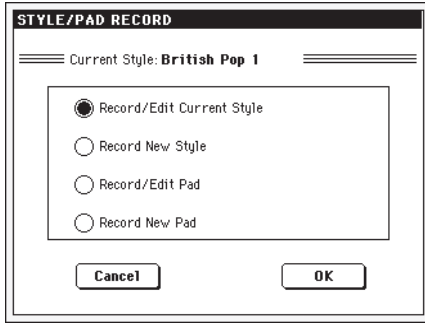 STYLE/PAD RECORD
Current Style: British Pop 1
Record/Edit Current Style
Record New Style
Record/Edit Pad
Record New Pad
Cancel OK